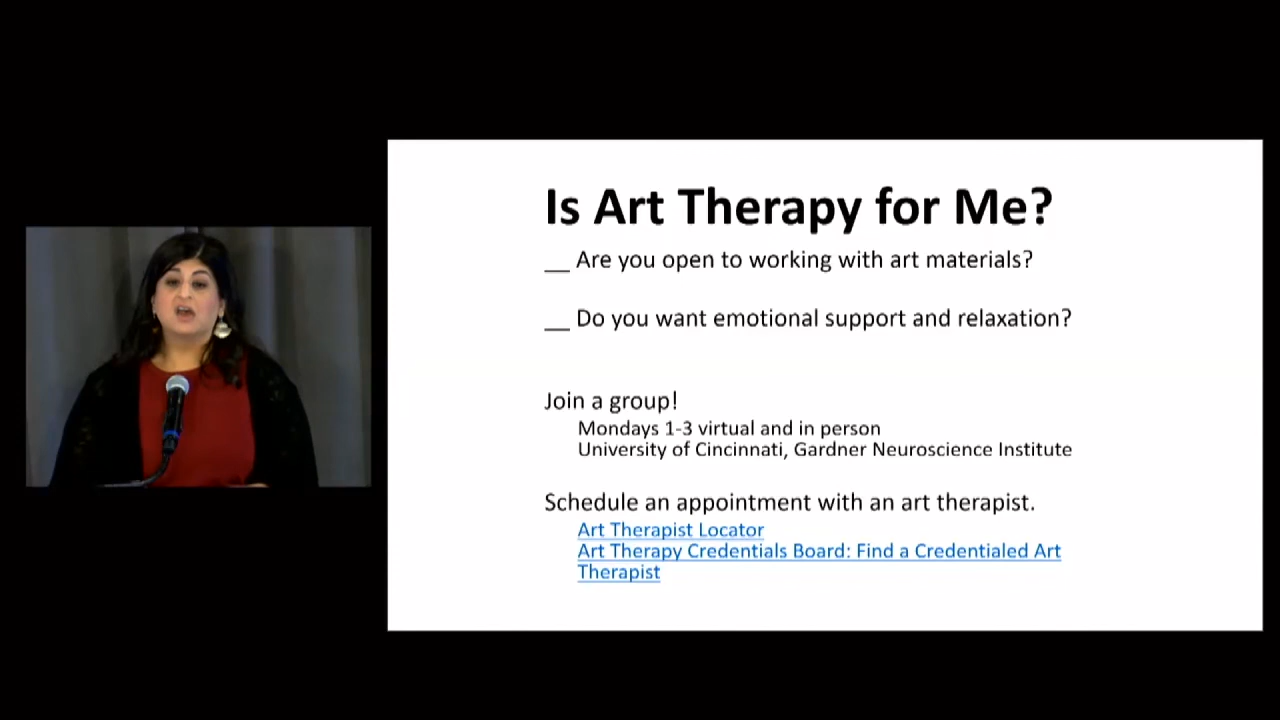 Is Art Therapy for Me?
__ Are you open to working with art materials?
__ Do you want emotional support and relaxation?
Join a group!
Mondays 1-3 virtual and in person
University of Cincinnati, Gardner Neuroscience Institute
Schedule an appointment with an art therapist.
Art Therapist Locator
Art Therapy Credentials Board: Find a Credentialed Art
Therapist